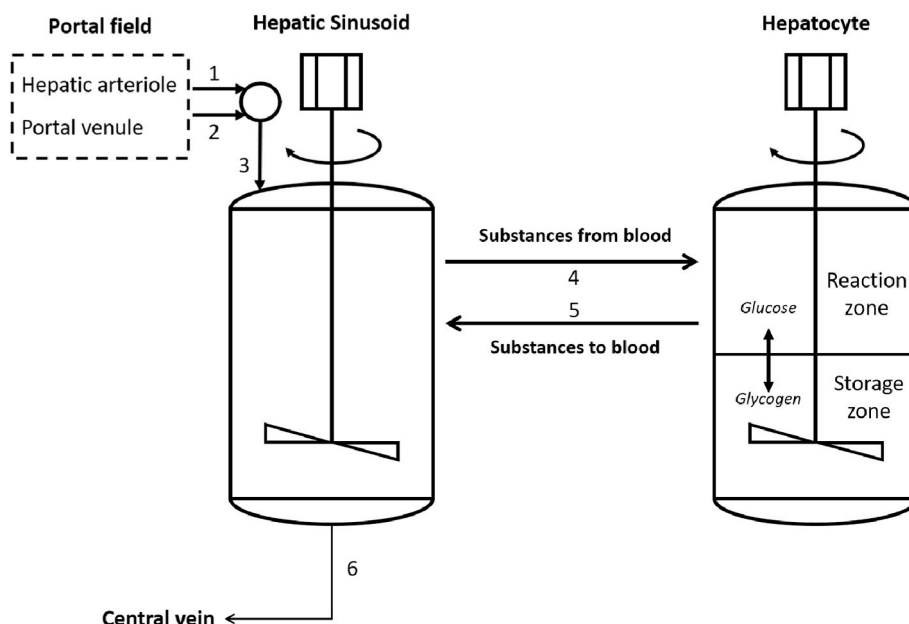 Portal field
Hepatic Sinusoid
Hepatocyte
Hepatic arteriole
1
Portal venule
2
3
Substances from blood
4
5
Substances to blood
Glucose
Reaction
zone
Glycogen
Storage
zone
6
Central vein